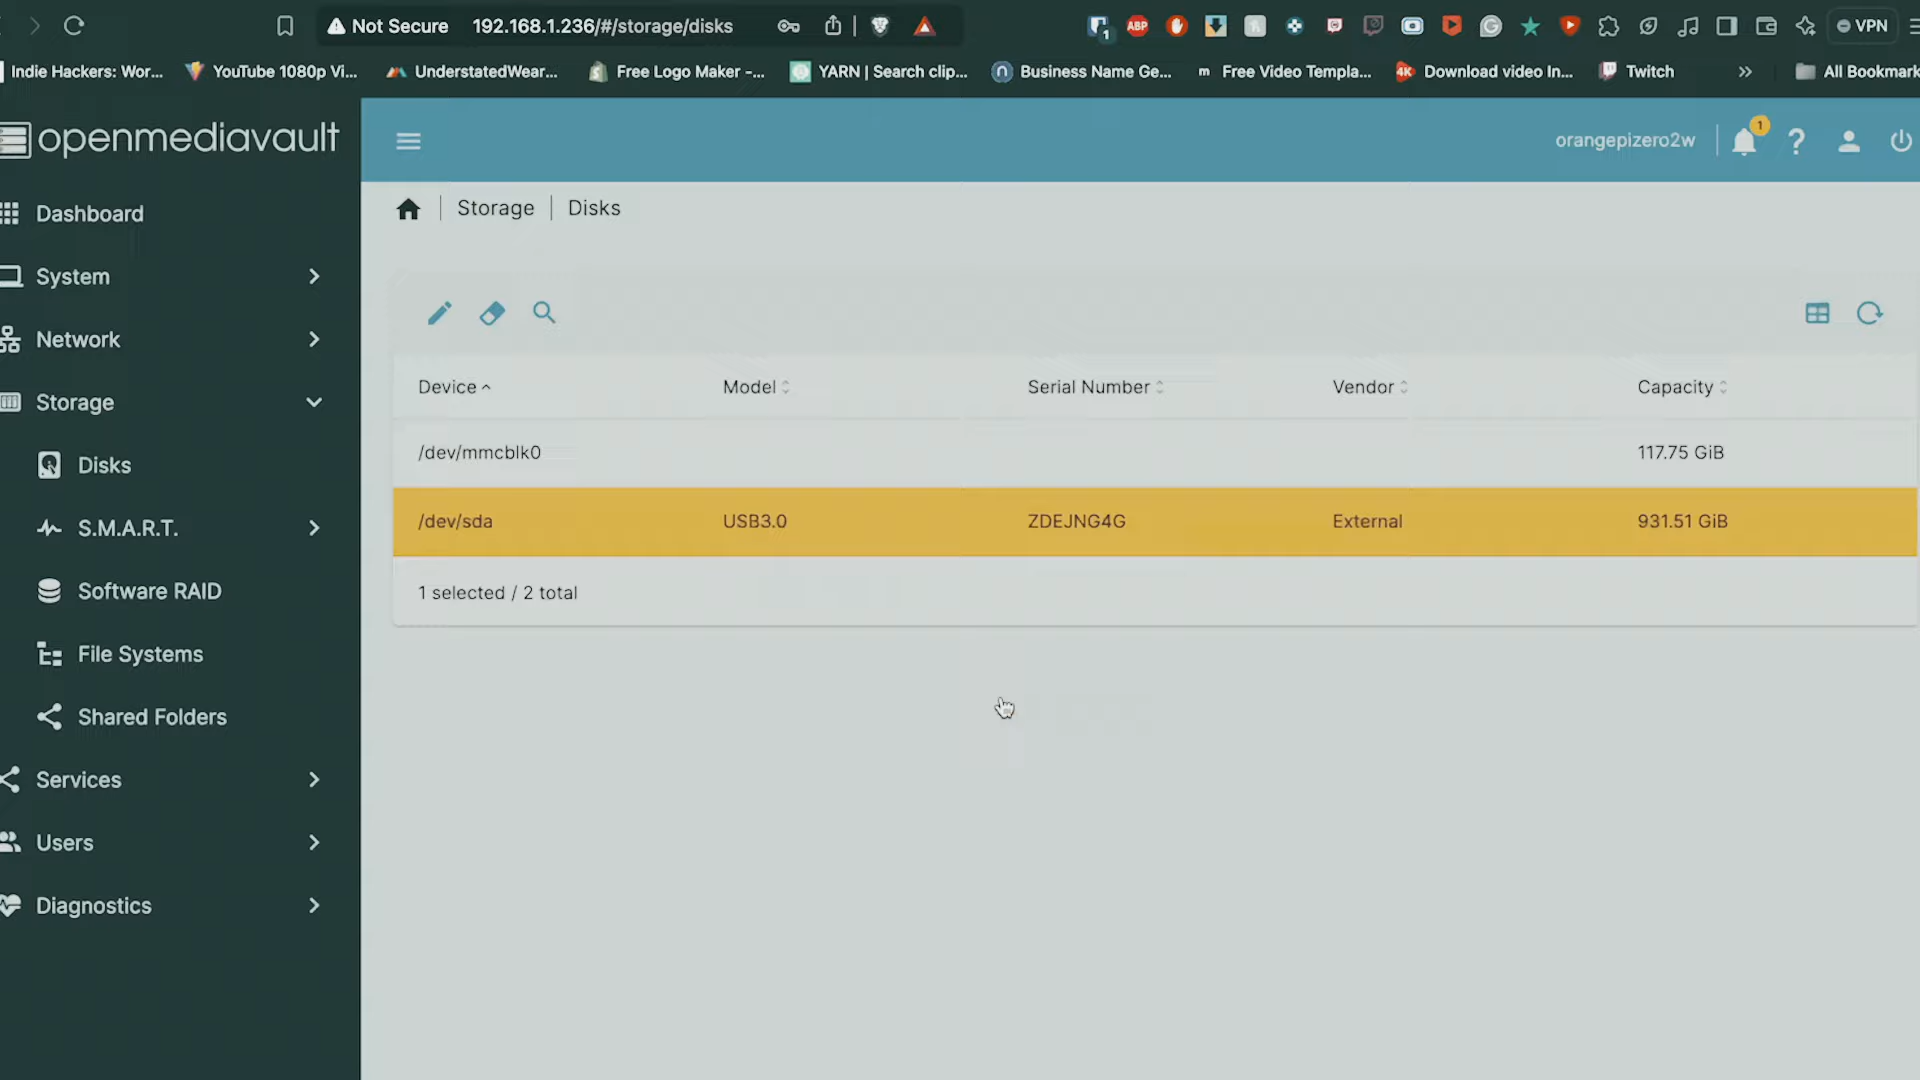 Not Secure 192.168.1.236/#/storage/disks 1 ABP VPN
Indie Hackers: Wor... YouTube 1080p Vi... UnderstatedWear... Free Logo Maker -... YARN | Search clip... Business Name Ge... m Free Video Templa... 4K Download video In... Twitch » All Bookmark
openmediavault
orangepizero2w 1 ?
Dashboard
System
Network
Storage
Disks
S.M.A.R.T.
Software RAID
File Systems
Shared Folders
Services
Users
Diagnostics
Storage | Disks
Device Model Serial Number Vendor Capacity
/dev/mmcblk0 117.75 GiB
/dev/sda USB3.0 ZDEJNG4G External 931.51 GiB
1 selected / 2 total